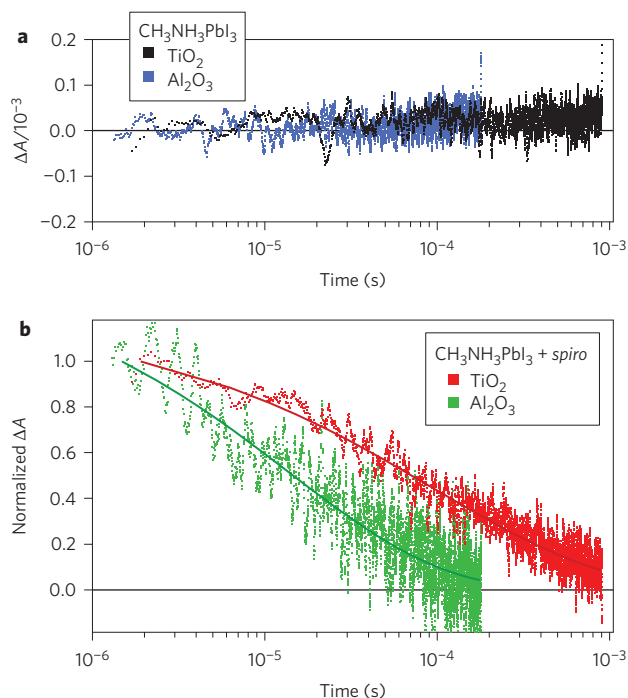 a
CH₃NH₃PbI₃
TiO₂
Al₂O₃
0.2
0.1
0.0
−0.1
−0.2
ΔA/10⁻³
10⁻⁶ 10⁻⁵ 10⁻⁴ 10⁻³
Time (s)
b
CH₃NH₃PbI₃ + spiro
TiO₂
Al₂O₃
1.0
0.8
0.6
0.4
0.2
0.0
Normalized ΔA
10⁻⁶ 10⁻⁵ 10⁻⁴ 10⁻³
Time (s)